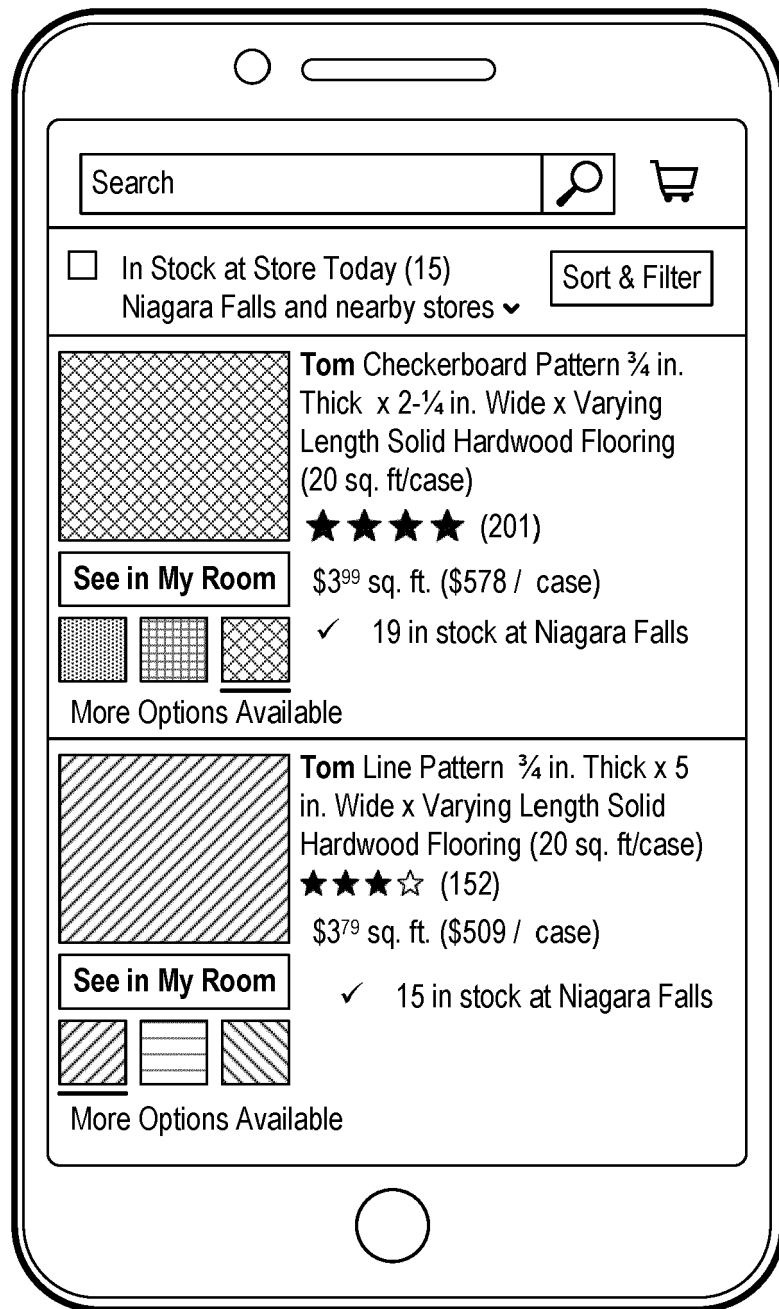 Search
In Stock at Store Today (15)
Niagara Falls and nearby stores
Sort & Filter
Tom Checkerboard Pattern ¾ in.
Thick x 2-¼ in. Wide x Varying
Length Solid Hardwood Flooring
(20 sq. ft/case)
★★★★ (201)
See in My Room
$3⁹⁹ sq. ft. ($578 / case)
✓ 19 in stock at Niagara Falls
More Options Available
Tom Line Pattern ¾ in. Thick x 5
in. Wide x Varying Length Solid
Hardwood Flooring (20 sq. ft/case)
★★★☆ (152)
$3⁷⁹ sq. ft. ($509 / case)
See in My Room
✓ 15 in stock at Niagara Falls
More Options Available